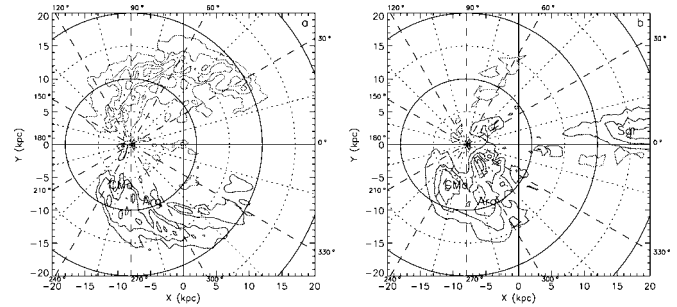 120° 90° 60° 120° 90° 60°
20 a 20 b
30° 30°
15 15
10 10
150° 150°
5 5
Sgr
180° 0 0° 180° 0 0°
-5 -5
210° CMa 210° CMa
Arg Arg
-10 -10
-15 -15
330° 330°
-20 240° 270° 300° -20 240° 270° 300°
-20 -15 -10 -5 0 5 10 15 20 -20 -15 -10 -5 0 5 10 15 20
X (kpc) X (kpc)
Y (kpc) Y (kpc)